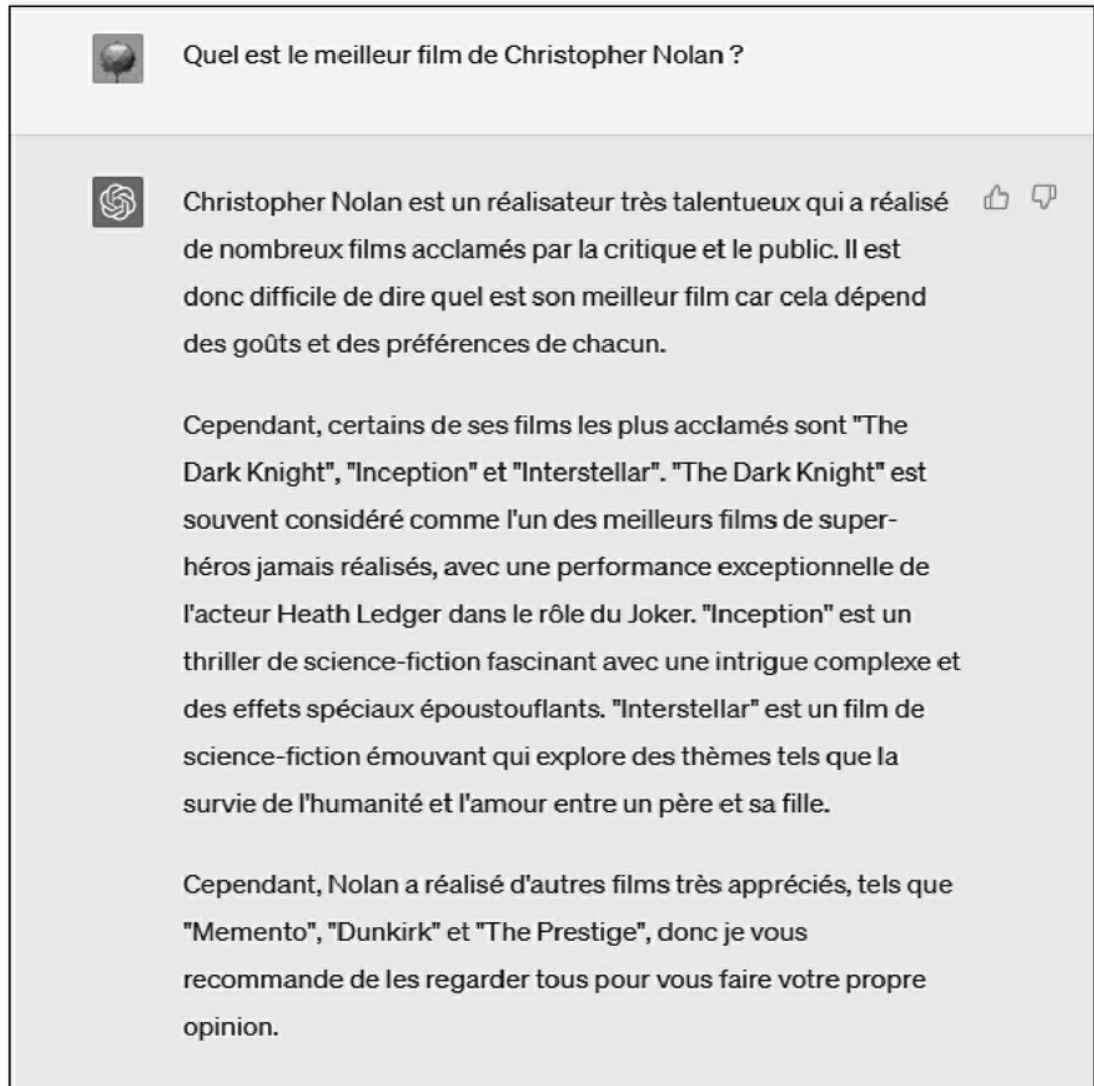 Quel est le meilleur film de Christopher Nolan ?
Christopher Nolan est un réalisateur très talentueux qui a réalisé
de nombreux films acclamés par la critique et le public. Il est
donc difficile de dire quel est son meilleur film car cela dépend
des goûts et des préférences de chacun.
Cependant, certains de ses films les plus acclamés sont "The
Dark Knight", "Inception" et "Interstellar". "The Dark Knight" est
souvent considéré comme l'un des meilleurs films de super-
héros jamais réalisés, avec une performance exceptionnelle de
l'acteur Heath Ledger dans le rôle du Joker. "Inception" est un
thriller de science-fiction fascinant avec une intrigue complexe et
des effets spéciaux époustouflants. "Interstellar" est un film de
science-fiction émouvant qui explore des thèmes tels que la
survie de l'humanité et l'amour entre un père et sa fille.
Cependant, Nolan a réalisé d'autres films très appréciés, tels que
"Memento", "Dunkirk" et "The Prestige", donc je vous
recommande de les regarder tous pour vous faire votre propre
opinion.